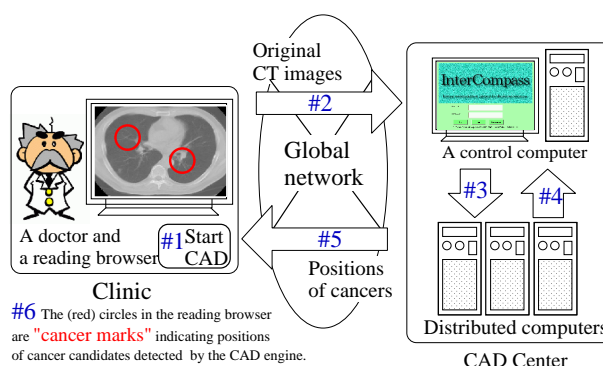 Original
CT images
#2
InterCompass
A control computer
#3
#4
Global
network
#1 Start
CAD
A doctor and
a reading browser
#5
Positions
of cancers
Clinic
#6 The (red) circles in the reading browser
are "cancer marks" indicating positions
of cancer candidates detected by the CAD engine.
Distributed computers
CAD Center